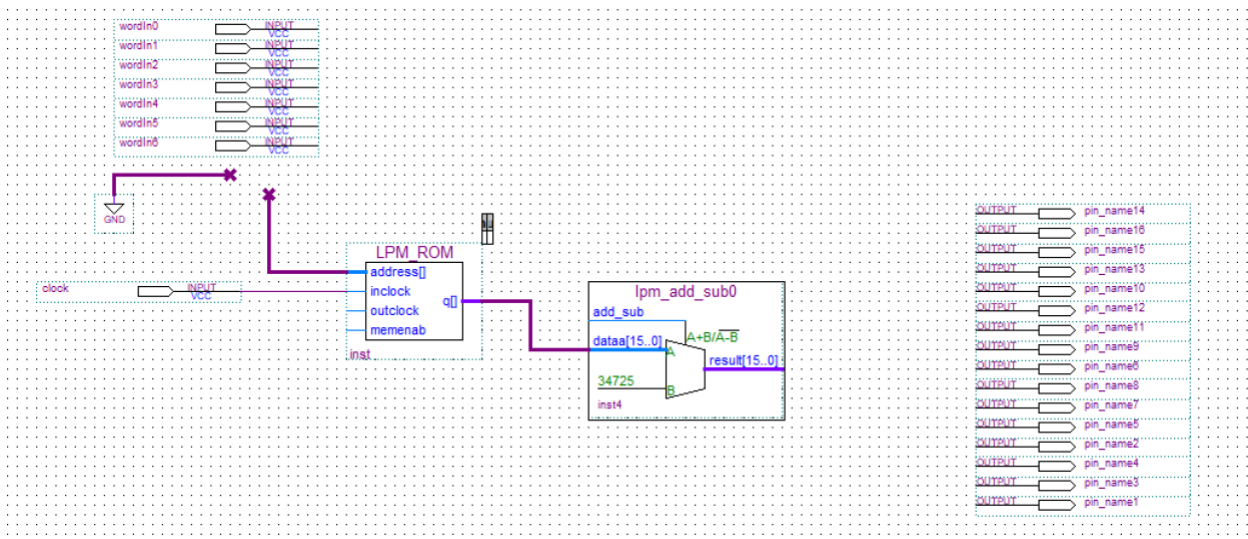 wordIn0 INPUT VCC
wordIn1 INPUT VCC
wordIn2 INPUT VCC
wordIn3 INPUT VCC
wordIn4 INPUT VCC
wordIn5 INPUT VCC
wordIn6 INPUT VCC
GND
clock INPUT VCC
LPM_ROM
address[]
inclock
q[]
outclock
memenab
inst
lpm_add_sub0
add_sub
A+B/A-B
dataa[15..0]
A
result[15..0]
34725
B
inst4
OUTPUT pin_name14
OUTPUT pin_name16
OUTPUT pin_name15
OUTPUT pin_name13
OUTPUT pin_name10
OUTPUT pin_name12
OUTPUT pin_name11
OUTPUT pin_name9
OUTPUT pin_name6
OUTPUT pin_name8
OUTPUT pin_name7
OUTPUT pin_name5
OUTPUT pin_name2
OUTPUT pin_name4
OUTPUT pin_name3
OUTPUT pin_name1